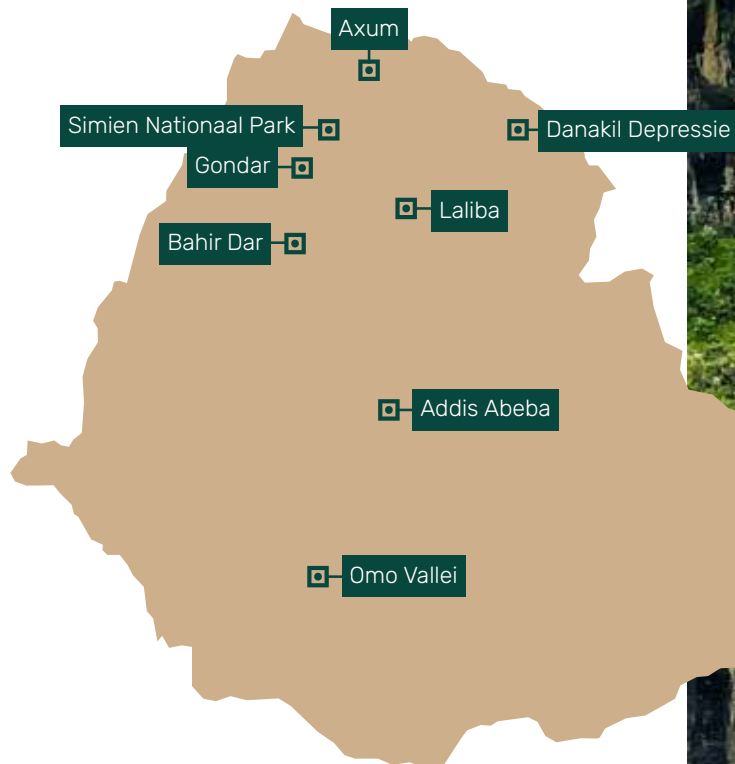 Axum
Simien Nationaal Park
Danakil Depressie
Gondar
Laliba
Bahir Dar
Addis Abeba
Omo Vallei